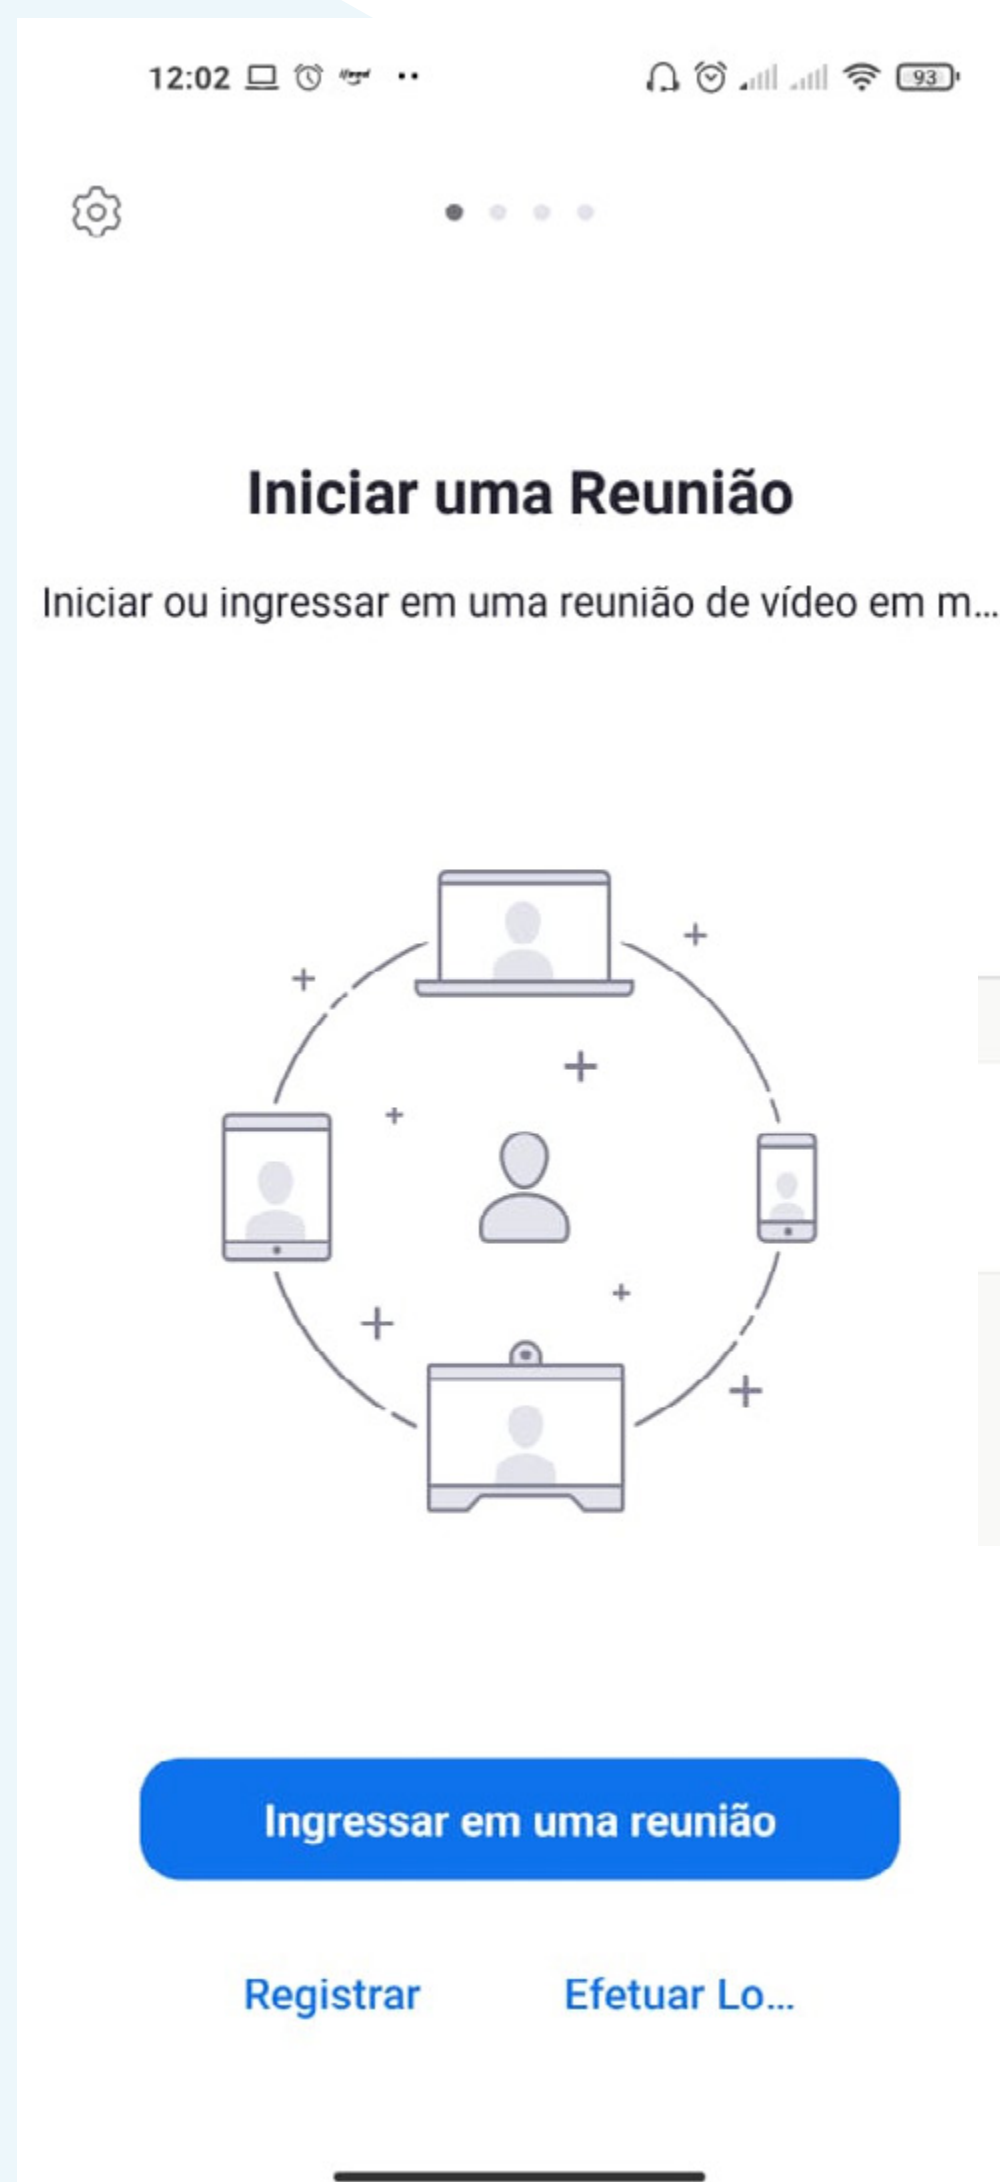 12:02
93
Iniciar uma Reunião
Iniciar ou ingressar em uma reunião de vídeo em m...
Ingressar em uma reunião
Registrar
Efetuar Lo...